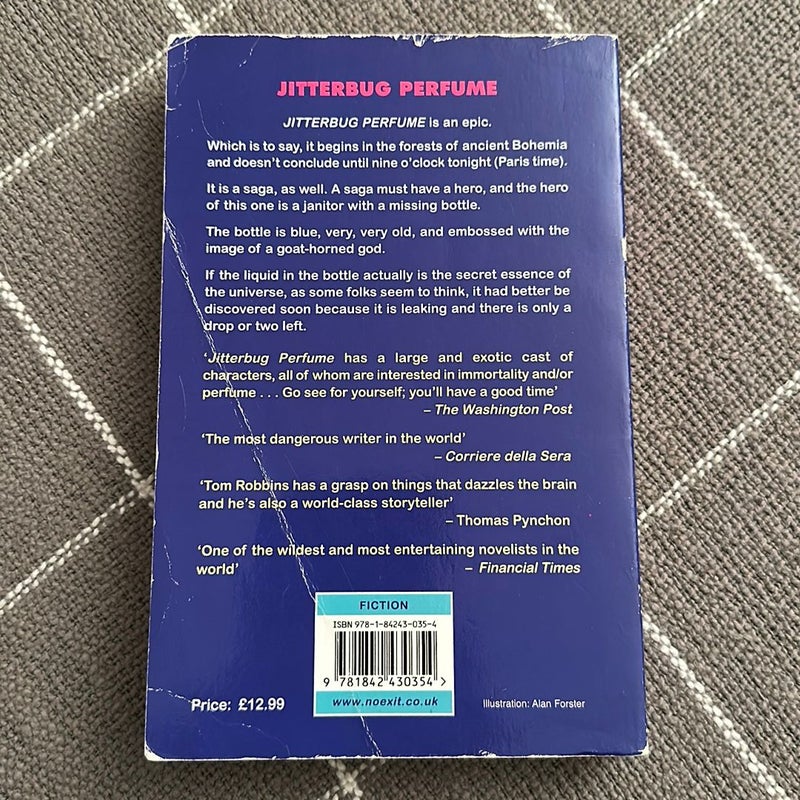 JITTERBUG PERFUME
JITTERBUG PERFUME is an epic.
Which is to say, it begins in the forests of ancient Bohemia
and doesn't conclude until nine o'clock tonight (Paris time).
It is a saga, as well. A saga must have a hero, and the hero
of this one is a janitor with a missing bottle.
The bottle is blue, very, very old, and embossed with the
image of a goat-horned god.
If the liquid in the bottle actually is the secret essence of
the universe, as some folks seem to think, it had better be
discovered soon because it is leaking and there is only a
drop or two left.
‘Jitterbug Perfume has a large and exotic cast of
characters, all of whom are interested in immortality and/or
perfume . . . Go see for yourself; you'll have a good time’
– The Washington Post
‘The most dangerous writer in the world’
– Corriere della Sera
‘Tom Robbins has a grasp on things that dazzles the brain
and he's also a world-class storyteller’
– Thomas Pynchon
‘One of the wildest and most entertaining novelists in the
world’ – Financial Times
FICTION
ISBN 978-1-84243-035-4
9 781842 430354 >
www.noexit.co.uk
Price: £12.99
Illustration: Alan Forster